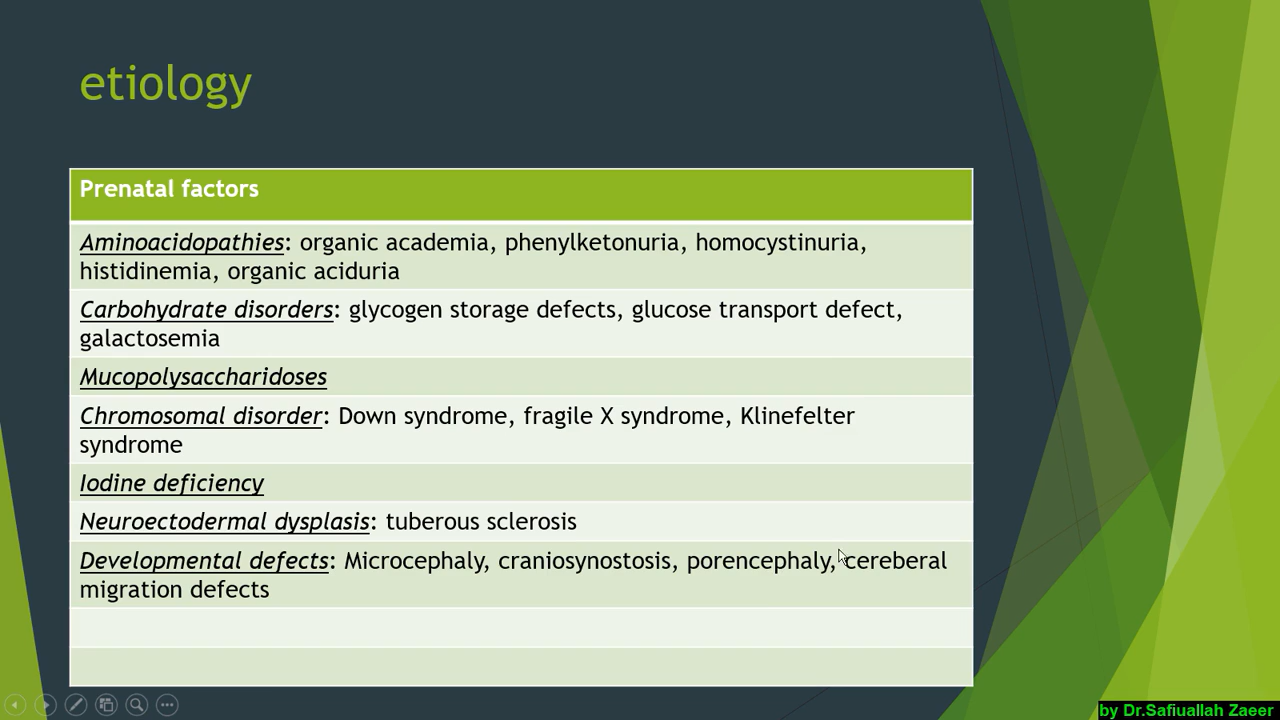 etiology
Prenatal factors
Aminoacidopathies: organic academia, phenylketonuria, homocystinuria,
histidinemia, organic aciduria
Carbohydrate disorders: glycogen storage defects, glucose transport defect,
galactosemia
Mucopolysaccharidoses
Chromosomal disorder: Down syndrome, fragile X syndrome, Klinefelter
syndrome
Iodine deficiency
Neuroectodermal dysplasis: tuberous sclerosis
Developmental defects: Microcephaly, craniosynostosis, porencephaly, cereberal
migration defects
by Dr.Safiuallah Zaeer